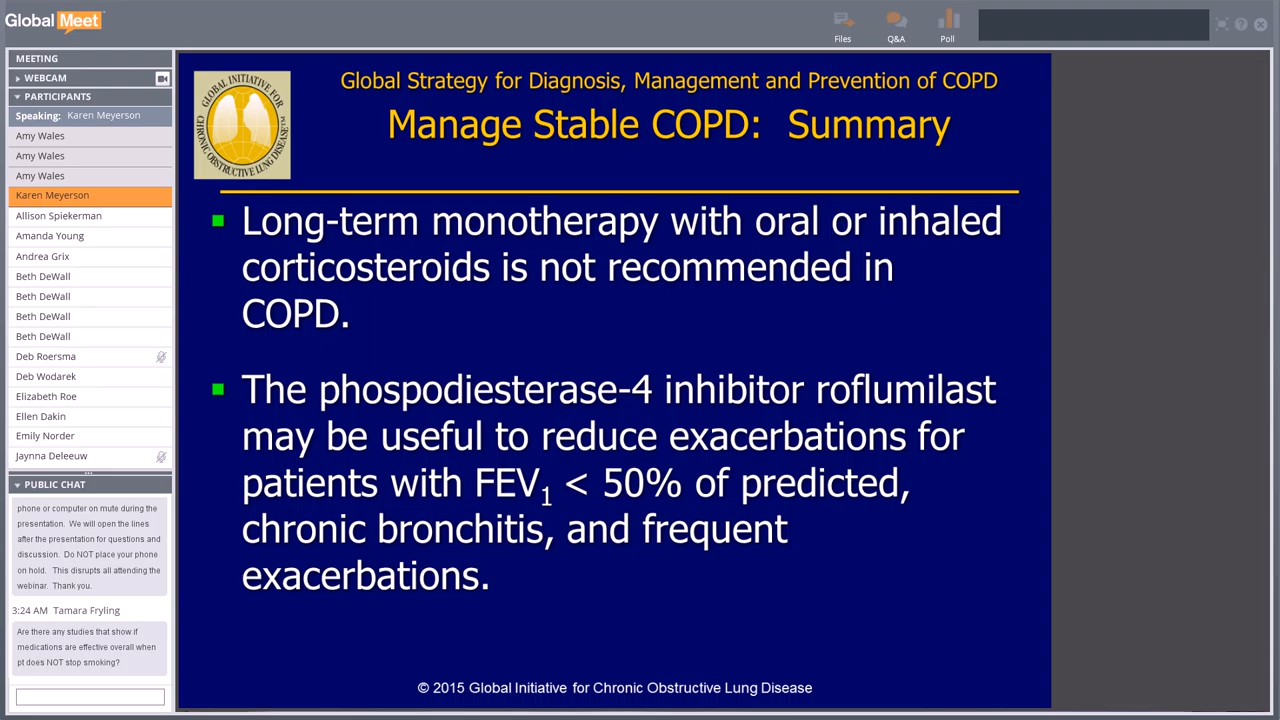 Global Meet
Files
Q&A
Poll
MEETING
WEBCAM
PARTICIPANTS
Speaking: Karen Meyerson
Amy Wales
Amy Wales
Amy Wales
Karen Meyerson
Allison Spiekerman
Amanda Young
Andrea Grix
Beth DeWall
Beth DeWall
Beth DeWall
Beth DeWall
Deb Roersma
Deb Wodarek
Elizabeth Roe
Ellen Dakin
Emily Norder
Jaynna Deleeuw
PUBLIC CHAT
phone or computer on mute during the
presentation. We will open the lines
after the presentation for questions and
discussion. Do NOT place your phone
on hold. This disrupts all attending the
webinar. Thank you.
3:24 AM Tamara Fryling
Are there any studies that show if
medications are effective overall when
pt does NOT stop smoking?
GLOBAL INITIATIVE FOR
CHRONIC OBSTRUCTIVE LUNG DISEASE
Global Strategy for Diagnosis, Management and Prevention of COPD
Manage Stable COPD: Summary
Long-term monotherapy with oral or inhaled
corticosteroids is not recommended in
COPD.
The phospodiesterase-4 inhibitor roflumilast
may be useful to reduce exacerbations for
patients with FEV1 < 50% of predicted,
chronic bronchitis, and frequent
exacerbations.
© 2015 Global Initiative for Chronic Obstructive Lung Disease